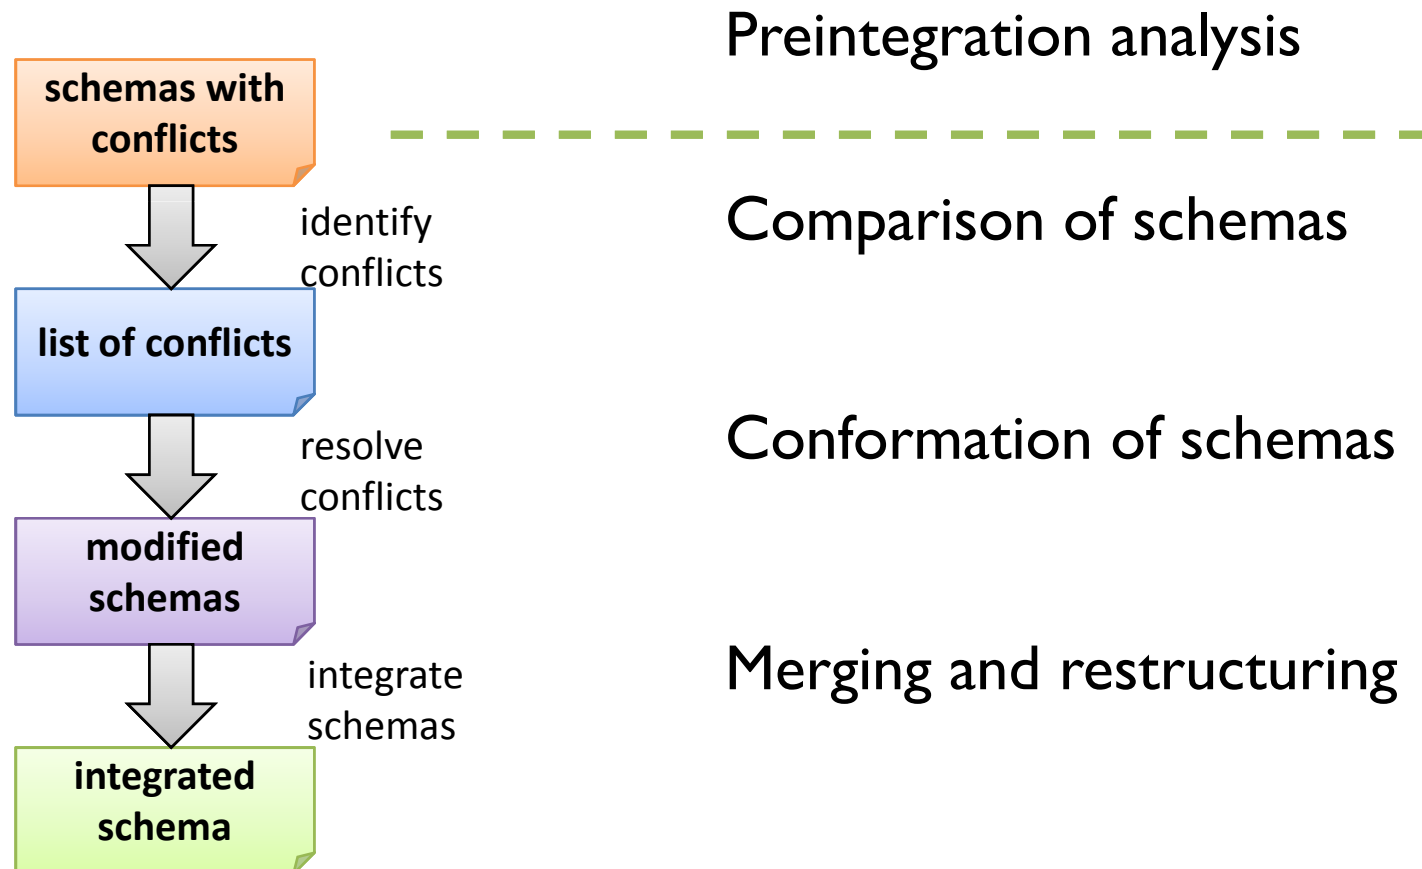 Preintegration analysis
schemas with
conflicts
identify
conflicts
Comparison of schemas
list of conflicts
resolve
conflicts
Conformation of schemas
modified
schemas
integrate
schemas
Merging and restructuring
integrated
schema